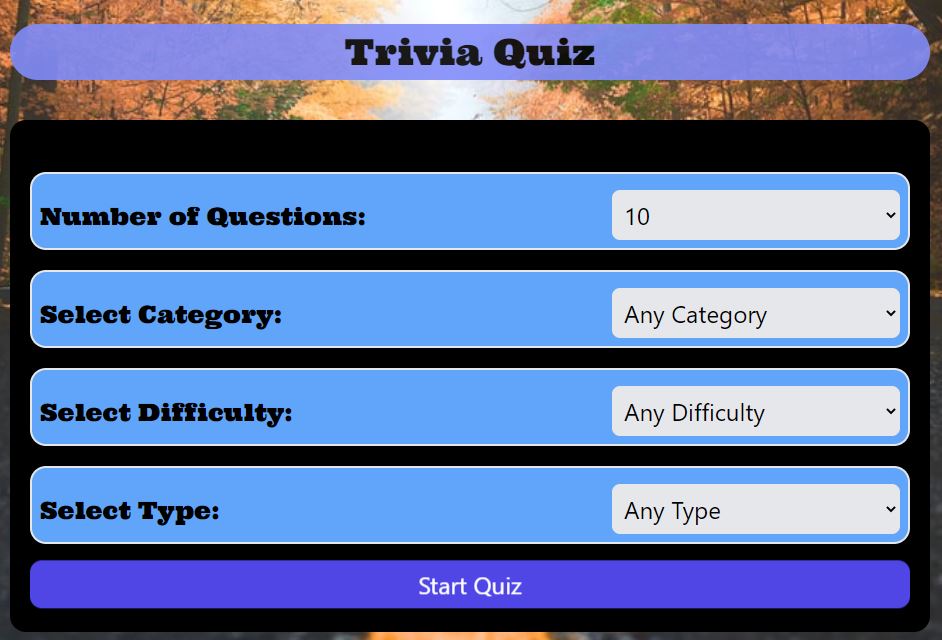 Trivia Quiz
Number of Questions: 10
Select Category: Any Category
Select Difficulty: Any Difficulty
Select Type: Any Type
Start Quiz